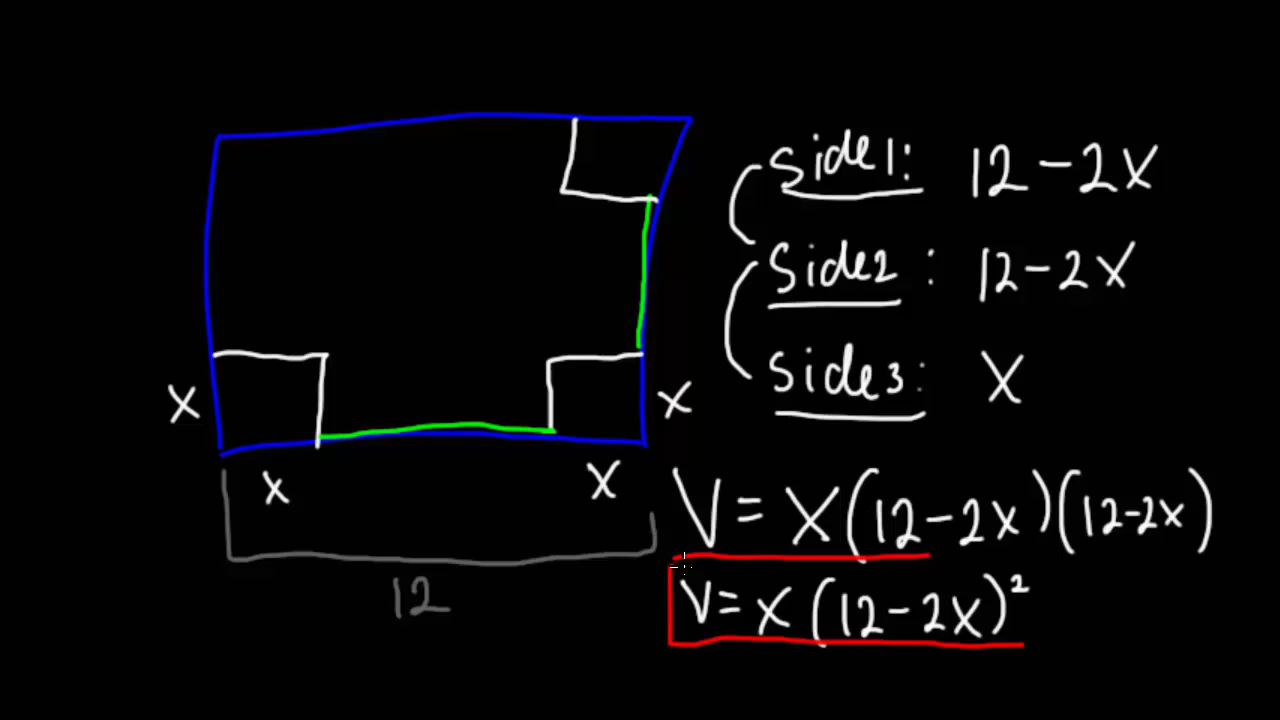 Side1: 12-2X
Side2: 12-2X
X X Side3: X
X X
V = X(12-2X)(12-2X)
12
V = X(12-2X)²